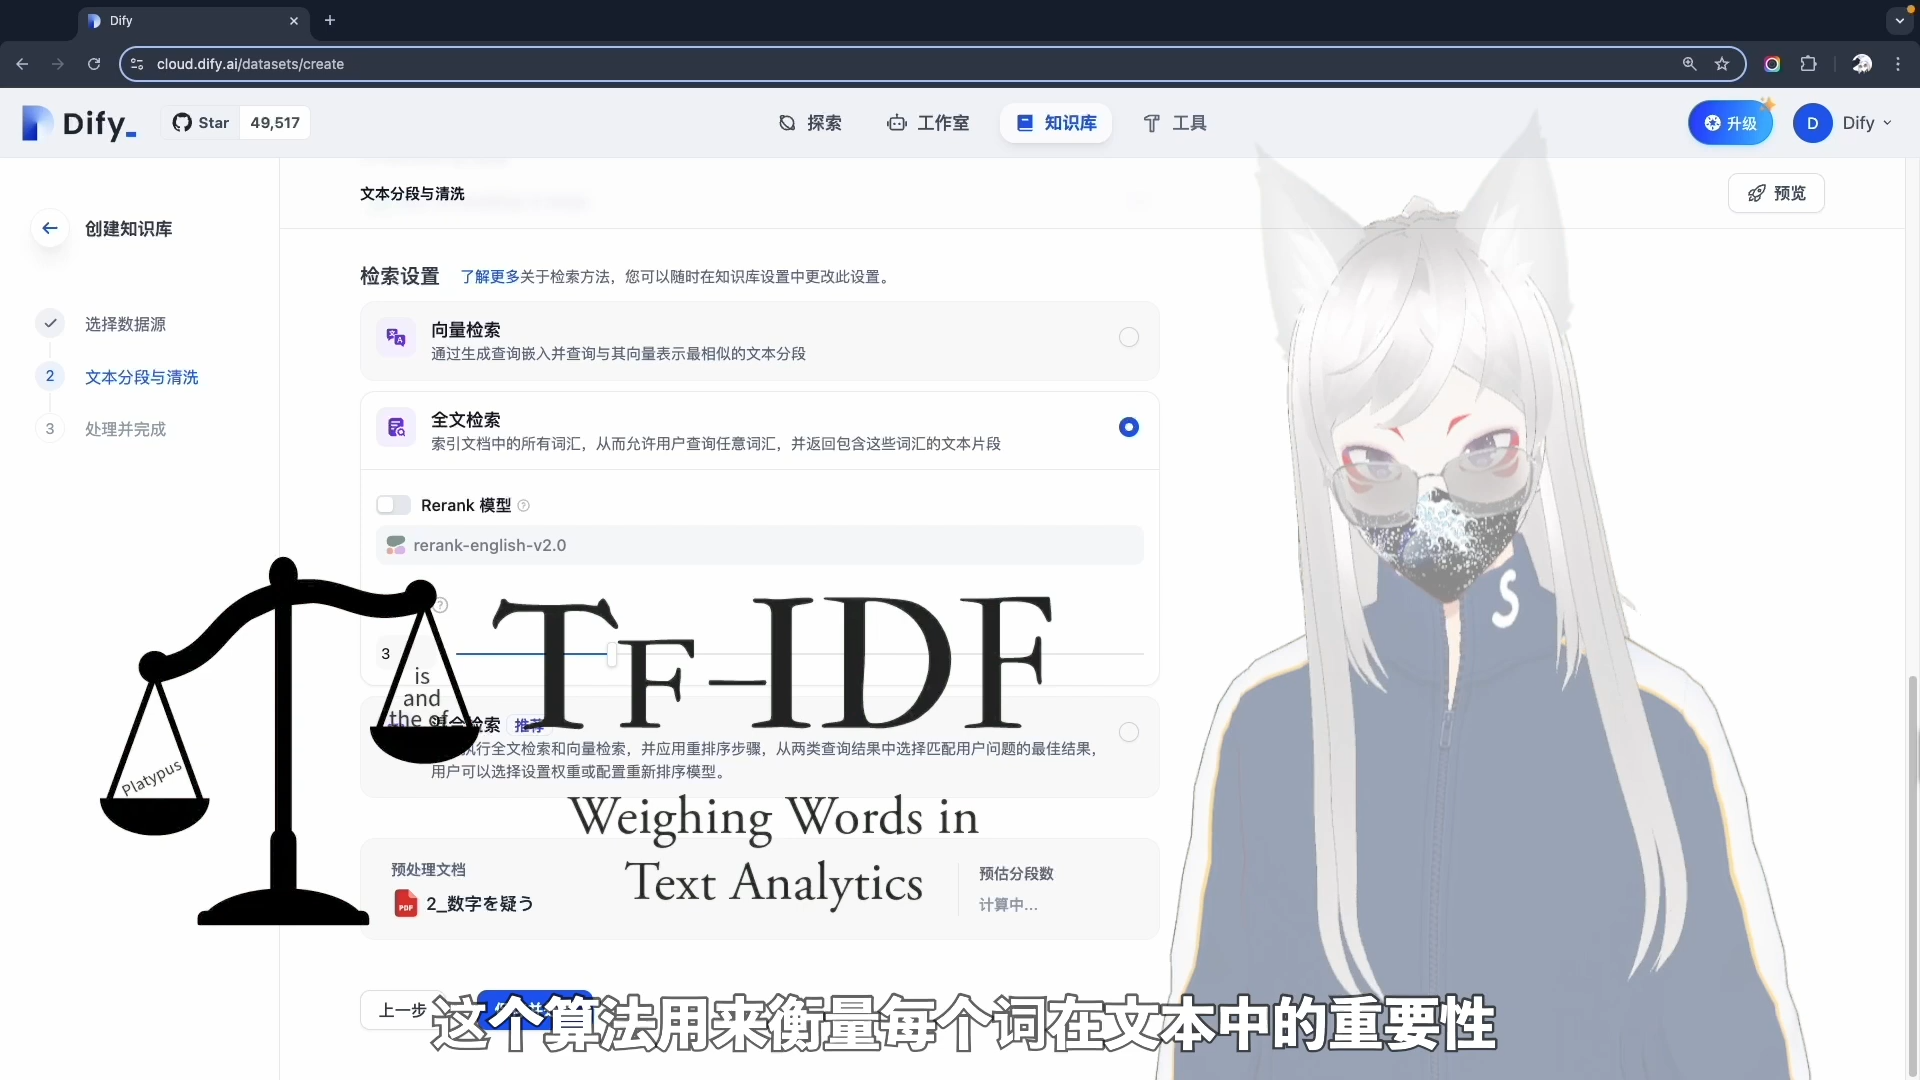 Dify
cloud.dify.ai/datasets/create
Dify_
Star 49,517
探索
工作室
知识库
工具
升级
D
Dify
文本分段与清洗
预览
创建知识库
选择数据源
2 文本分段与清洗
3 处理并完成
检索设置 了解更多关于检索方法，您可以随时在知识库设置中更改此设置。
向量检索
通过生成查询嵌入并查询与其向量表示最相似的文本分段
全文检索
索引文档中的所有词汇，从而允许用户查询任意词汇，并返回包含这些词汇的文本片段
Rerank 模型
rerank-english-v2.0
3
TF-IDF
is
and
the of
Platypus
检索 推荐
执行全文检索和向量检索，并应用重排序步骤，从两类查询结果中选择匹配用户问题的最佳结果，
用户可以选择设置权重或配置重新排序模型。
Weighing Words in
Text Analytics
预处理文档
PDF 2_数字を疑う
预估分段数
计算中...
上一步
这个算法用来衡量每个词在文本中的重要性
S